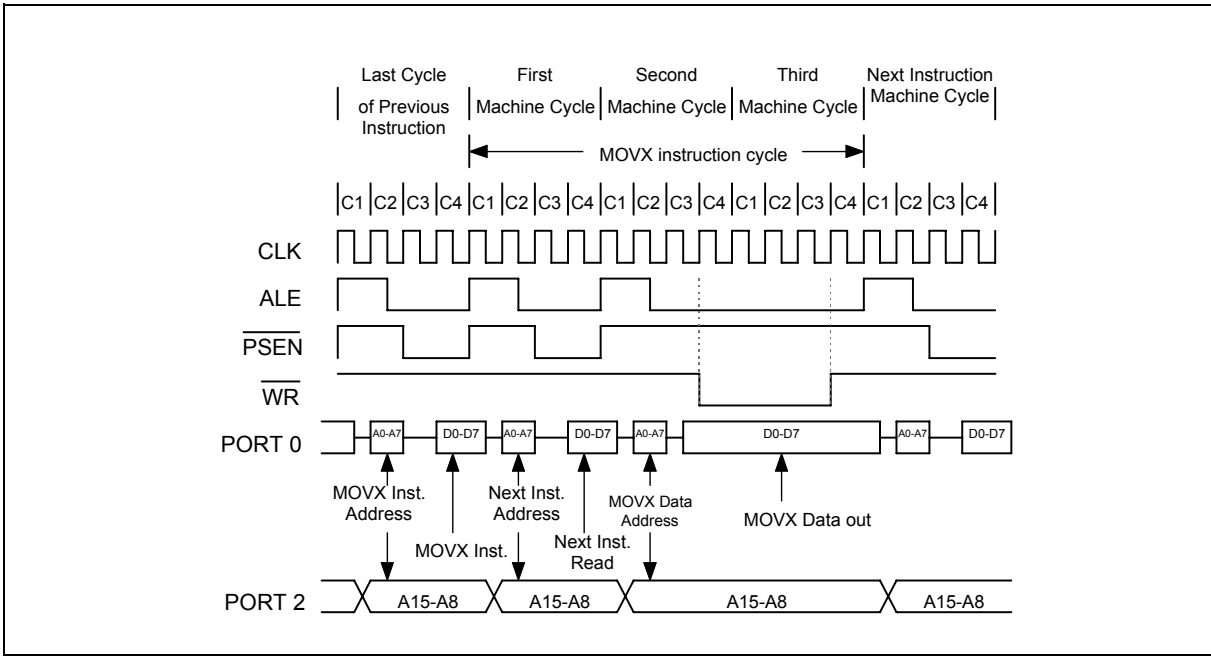 Last Cycle
of Previous
Instruction
First
Machine Cycle
Second
Machine Cycle
Third
Machine Cycle
Next Instruction
Machine Cycle
MOVX instruction cycle
C1 C2 C3 C4 C1 C2 C3 C4 C1 C2 C3 C4 C1 C2 C3 C4 C1 C2 C3 C4
CLK
ALE
PSEN
WR
PORT 0
A0-A7 D0-D7 A0-A7 D0-D7 A0-A7 D0-D7 A0-A7 D0-D7
MOVX Inst.
Address
MOVX Inst.
Next Inst.
Address
Next Inst.
Read
MOVX Data
Address
MOVX Data out
PORT 2
A15-A8 A15-A8 A15-A8 A15-A8